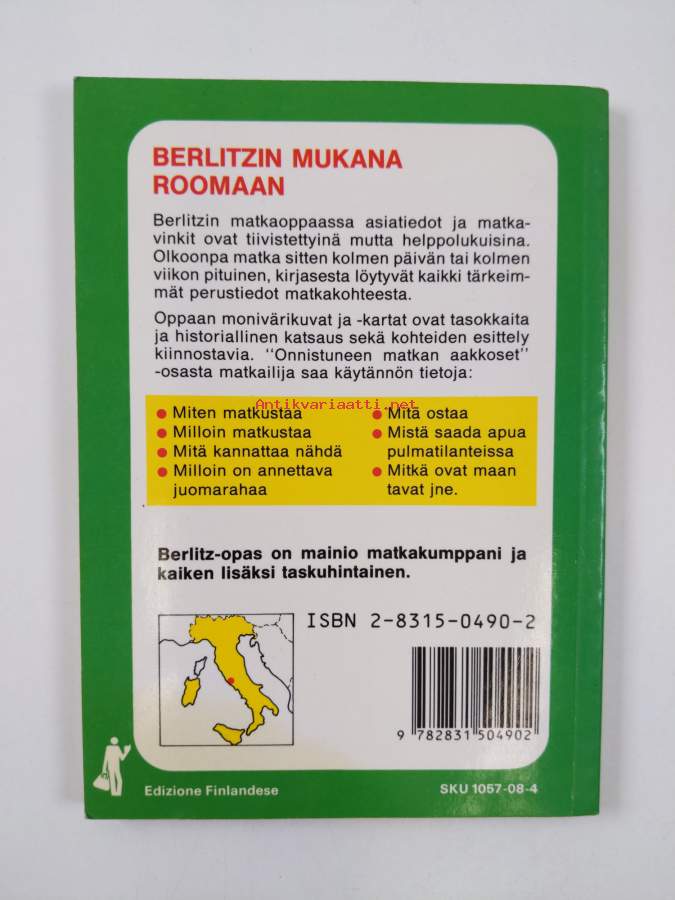 BERLITZIN MUKANA
ROOMAAN
Berlitzin matkaoppaassa asiatiedot ja matka-
vinkit ovat tiivistettyinä mutta helppolukuisina.
Olkoonpa matka sitten kolmen päivän tai kolmen
viikon pituinen, kirjasesta löytyvät kaikki tärkeim-
mät perustiedot matkakohteesta.
Oppaan monivärikuvat ja -kartat ovat tasokkaita
ja historiallinen katsaus sekä kohteiden esittely
kiinnostavia. "Onnistuneen matkan aakkoset"
-osasta matkailija saa käytännön tietoja:
Antikvariaatti.net
• Miten matkustaa
• Milloin matkustaa
• Mitä kannattaa nähdä
• Milloin on annettava
juomarahaa
• Mitä ostaa
• Mistä saada apua
pulmatilanteissa
• Mitkä ovat maan
tavat jne.
Berlitz-opas on mainio matkakumppani ja
kaiken lisäksi taskuhintainen.
ISBN 2-8315-0490-2
9 782831 504902
Edizione Finlandese
SKU 1057-08-4